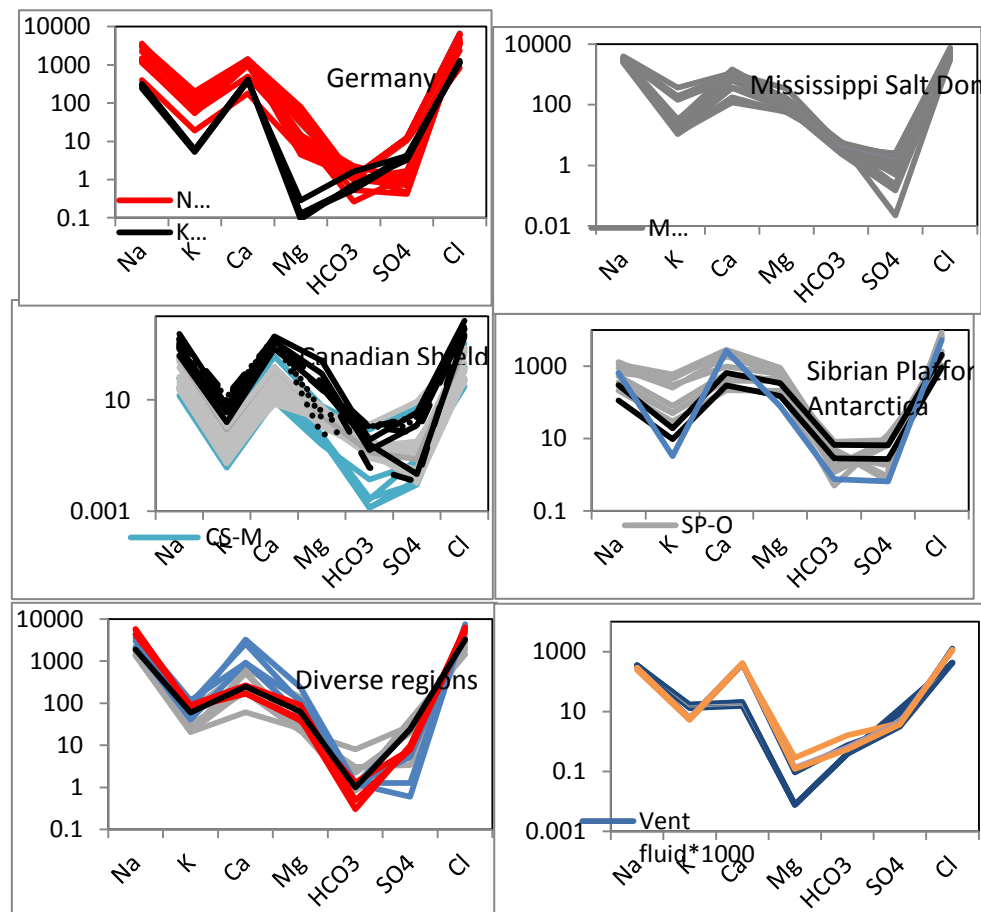 10000
1000
100
10
1
0.1
Germany
N...
K...
Na
K
Ca
Mg
HCO3
SO4
Cl
10000
100
1
0.01
Mississippi Salt Dom
M...
Na
K
Ca
Mg
HCO3
SO4
Cl
10
0.001
Canadian Shield
CS-M
Na
K
Ca
Mg
HCO3
SO4
Cl
1000
10
0.1
Sibrian Platfor
Antarctica
SP-O
Na
K
Ca
Mg
HCO3
SO4
Cl
10000
1000
100
10
1
0.1
Diverse regions
Na
K
Ca
Mg
HCO3
SO4
Cl
1000
10
0.1
0.001
Vent
fluid*1000
Na
K
Ca
Mg
HCO3
SO4
Cl